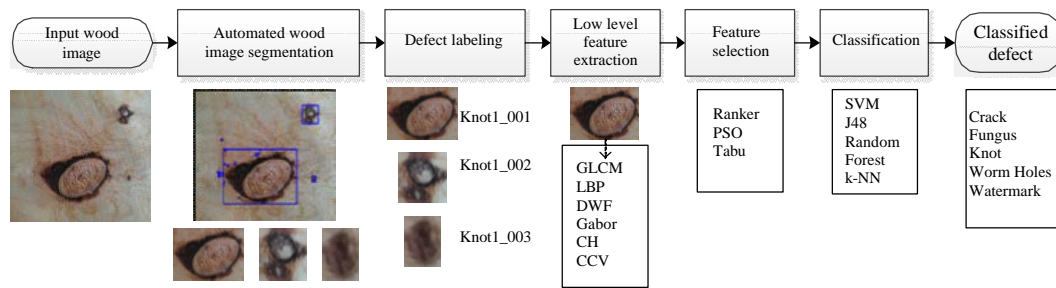 Input wood
image
Automated wood
image segmentation
Defect labeling
Low level
feature
extraction
Feature
selection
Classification
Classified
defect
Knot1_001
Knot1_002
Knot1_003
GLCM
LBP
DWF
Gabor
CH
CCV
Ranker
PSO
Tabu
SVM
J48
Random
Forest
k-NN
Crack
Fungus
Knot
Worm Holes
Watermark